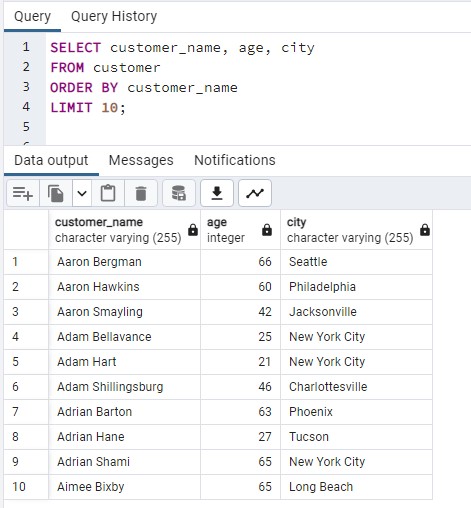 Query Query History
1 SELECT customer_name, age, city
2 FROM customer
3 ORDER BY customer_name
4 LIMIT 10;
5
Data output Messages Notifications
customer_name age city
character varying (255) integer character varying (255)
1 Aaron Bergman 66 Seattle
2 Aaron Hawkins 60 Philadelphia
3 Aaron Smayling 42 Jacksonville
4 Adam Bellavance 25 New York City
5 Adam Hart 21 New York City
6 Adam Shillingsburg 46 Charlottesville
7 Adrian Barton 63 Phoenix
8 Adrian Hane 27 Tucson
9 Adrian Shami 65 New York City
10 Aimee Bixby 65 Long Beach